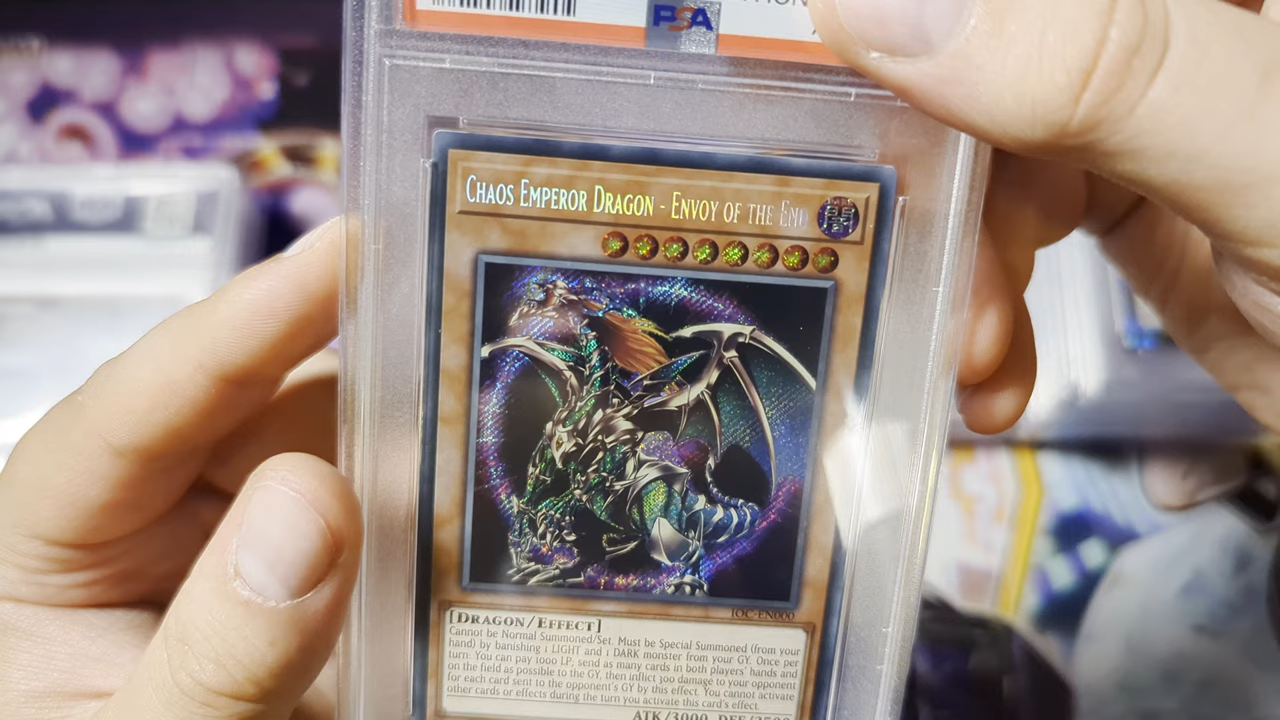 PSA
CHAOS EMPEROR DRAGON - ENVOY OF THE END
闇
IOC-EN000
[DRAGON/EFFECT]
Cannot be Normal Summoned/Set. Must be Special Summoned (from your
hand) by banishing 1 LIGHT and 1 DARK monster from your GY. Once per
turn: You can pay 1000 LP, send as many cards in both players' hands and
on the field as possible to the GY, then inflict 300 damage to your opponent
for each card sent to the opponent's GY by this effect. You cannot activate
other cards or effects during the turn you activate this card's effect.
ATK/3000 DEF/2500